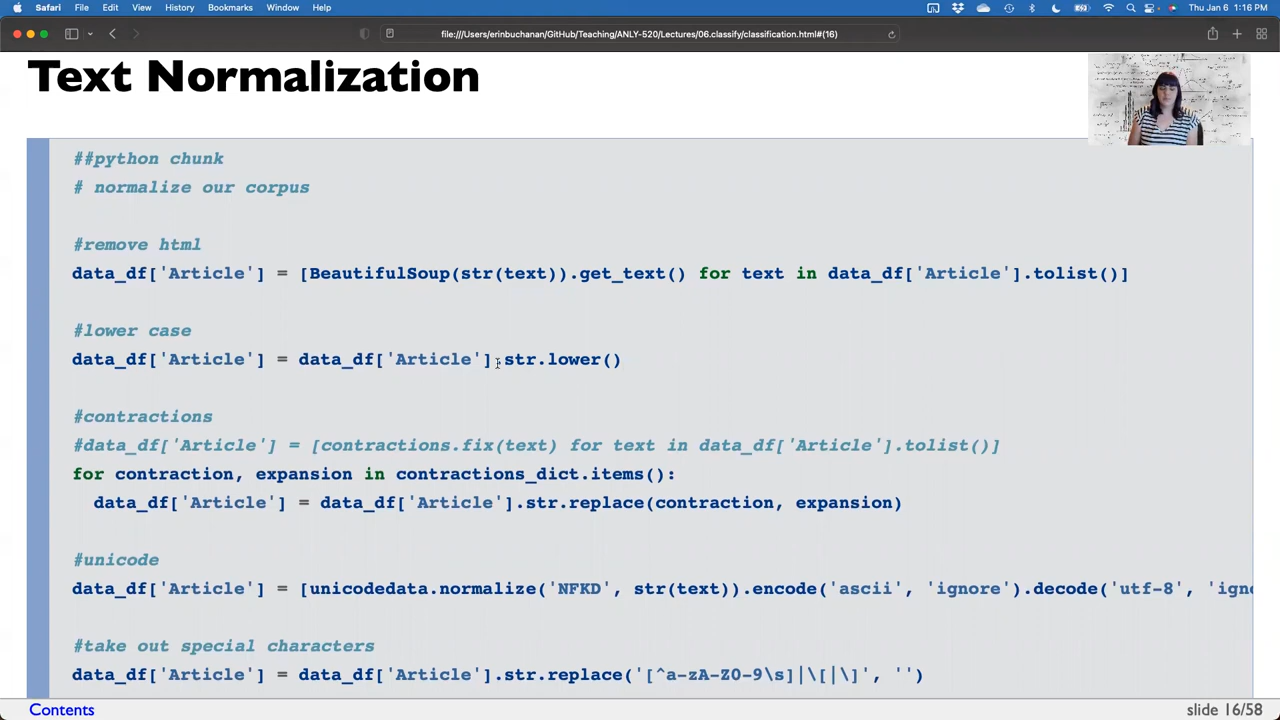 Safari File Edit View History Bookmarks Window Help Thu Jan 6 1:16 PM
file:///Users/erinbuchanan/GitHub/Teaching/ANLY-520/Lectures/06.classify/classification.html#(16)
Text Normalization
##python chunk
# normalize our corpus
#remove html
data_df['Article'] = [BeautifulSoup(str(text)).get_text() for text in data_df['Article'].tolist()]
#lower case
data_df['Article'] = data_df['Article'].str.lower()
#contractions
#data_df['Article'] = [contractions.fix(text) for text in data_df['Article'].tolist()]
for contraction, expansion in contractions_dict.items():
data_df['Article'] = data_df['Article'].str.replace(contraction, expansion)
#unicode
data_df['Article'] = [unicodedata.normalize('NFKD', str(text)).encode('ascii', 'ignore').decode('utf-8', 'igno
#take out special characters
data_df['Article'] = data_df['Article'].str.replace('[^a-zA-Z0-9\s]|\[|\]', '')
Contents
slide 16/58